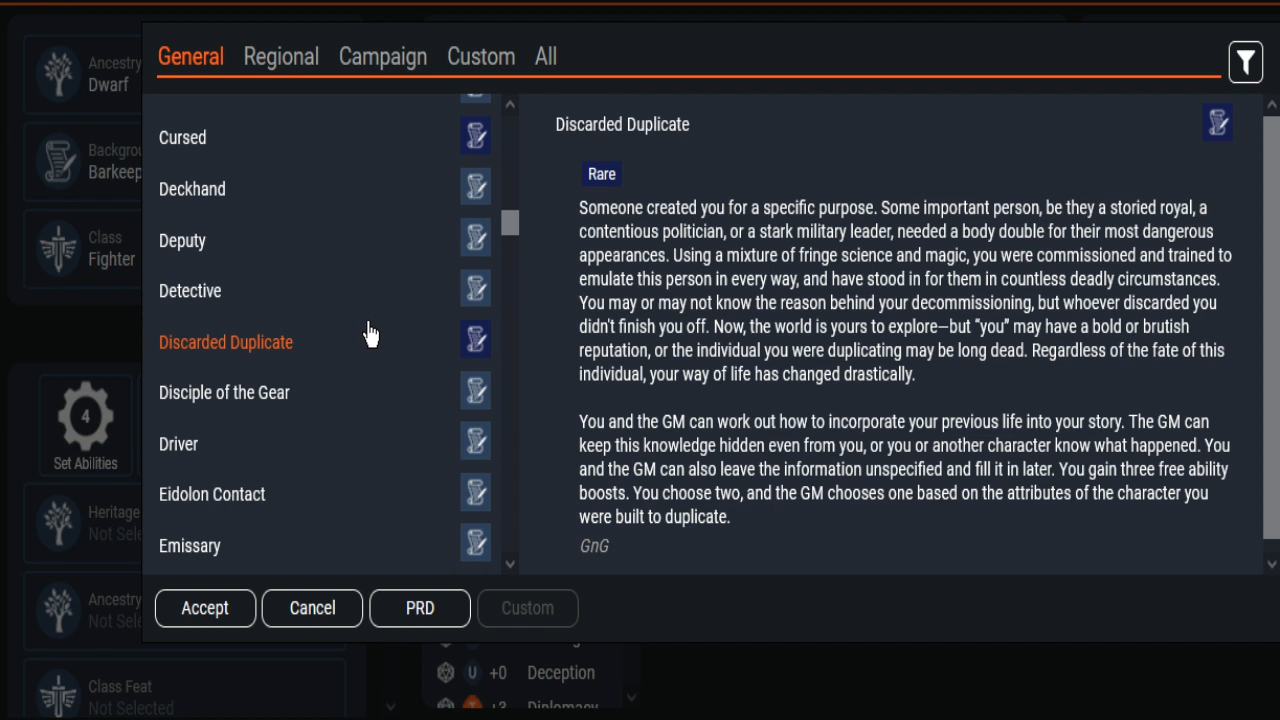 General Regional Campaign Custom All
Ancestry
Dwarf
Backgrou
Barkeep
Class
Fighter
4
Set Abilities
Heritage
Not Sele
Ancestry
Not Sele
Class Feat
Not Selected
Cursed
Deckhand
Deputy
Detective
Discarded Duplicate
Disciple of the Gear
Driver
Eidolon Contact
Emissary
Discarded Duplicate
Rare
Someone created you for a specific purpose. Some important person, be they a storied royal, a
contentious politician, or a stark military leader, needed a body double for their most dangerous
appearances. Using a mixture of fringe science and magic, you were commissioned and trained to
emulate this person in every way, and have stood in for them in countless deadly circumstances.
You may or may not know the reason behind your decommissioning, but whoever discarded you
didn't finish you off. Now, the world is yours to explore—but “you” may have a bold or brutish
reputation, or the individual you were duplicating may be long dead. Regardless of the fate of this
individual, your way of life has changed drastically.
You and the GM can work out how to incorporate your previous life into your story. The GM can
keep this knowledge hidden even from you, or you or another character know what happened. You
and the GM can also leave the information unspecified and fill it in later. You gain three free ability
boosts. You choose two, and the GM chooses one based on the attributes of the character you
were built to duplicate.
GnG
Accept Cancel PRD Custom
U +0 Deception
T +3 Diplomacy